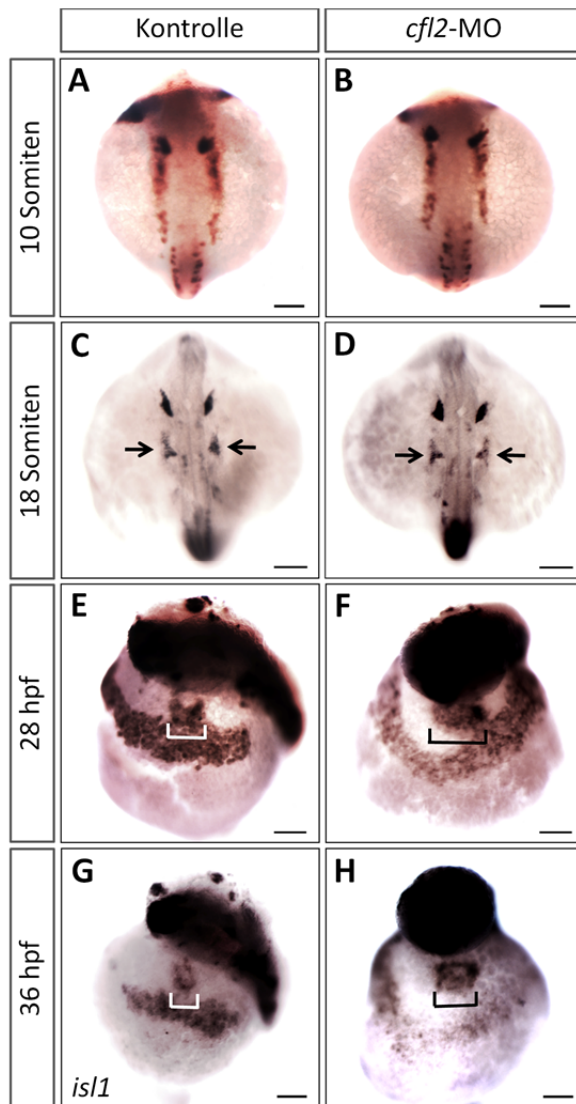 Kontrolle
cfl2-MO
10 Somiten
A
B
18 Somiten
C
D
28 hpf
E
F
36 hpf
G
H
isl1